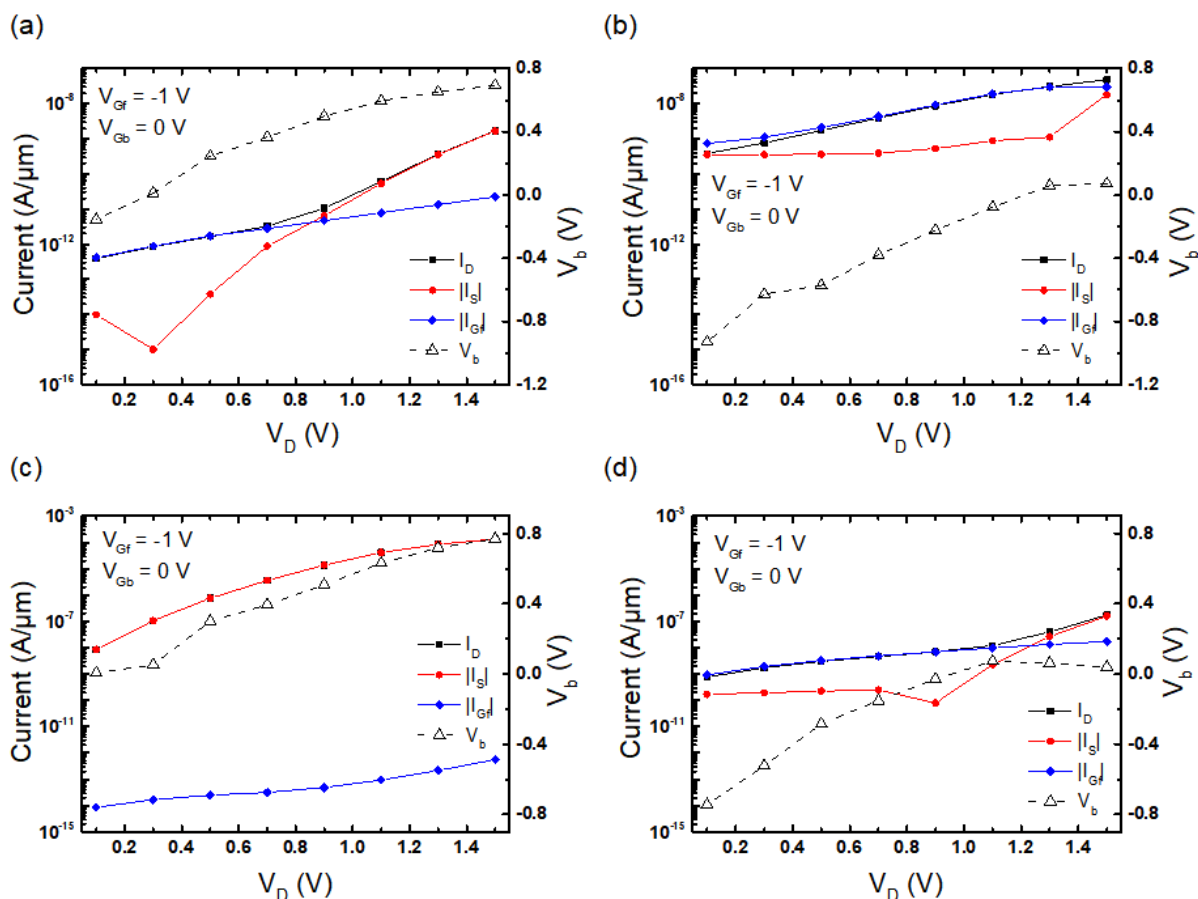 (a)
V_Gf = -1 V
V_Gb = 0 V
10^-8
10^-12
10^-16
Current (A/μm)
0.8
0.4
0.0
-0.4
-0.8
-1.2
V_b (V)
I_D
|I_S|
|I_Gf|
V_b
0.2 0.4 0.6 0.8 1.0 1.2 1.4
V_D (V)
(b)
V_Gf = -1 V
V_Gb = 0 V
10^-8
10^-12
10^-16
Current (A/μm)
0.8
0.4
0.0
-0.4
-0.8
-1.2
V_b (V)
I_D
|I_S|
|I_Gf|
V_b
0.2 0.4 0.6 0.8 1.0 1.2 1.4
V_D (V)
(c)
V_Gf = -1 V
V_Gb = 0 V
10^-3
10^-7
10^-11
10^-15
Current (A/μm)
0.8
0.4
0.0
-0.4
-0.8
V_b (V)
I_D
|I_S|
|I_Gf|
V_b
0.2 0.4 0.6 0.8 1.0 1.2 1.4
V_D (V)
(d)
V_Gf = -1 V
V_Gb = 0 V
10^-3
10^-7
10^-11
10^-15
Current (A/μm)
0.8
0.4
0.0
-0.4
-0.8
V_b (V)
I_D
|I_S|
|I_Gf|
V_b
0.2 0.4 0.6 0.8 1.0 1.2 1.4
V_D (V)